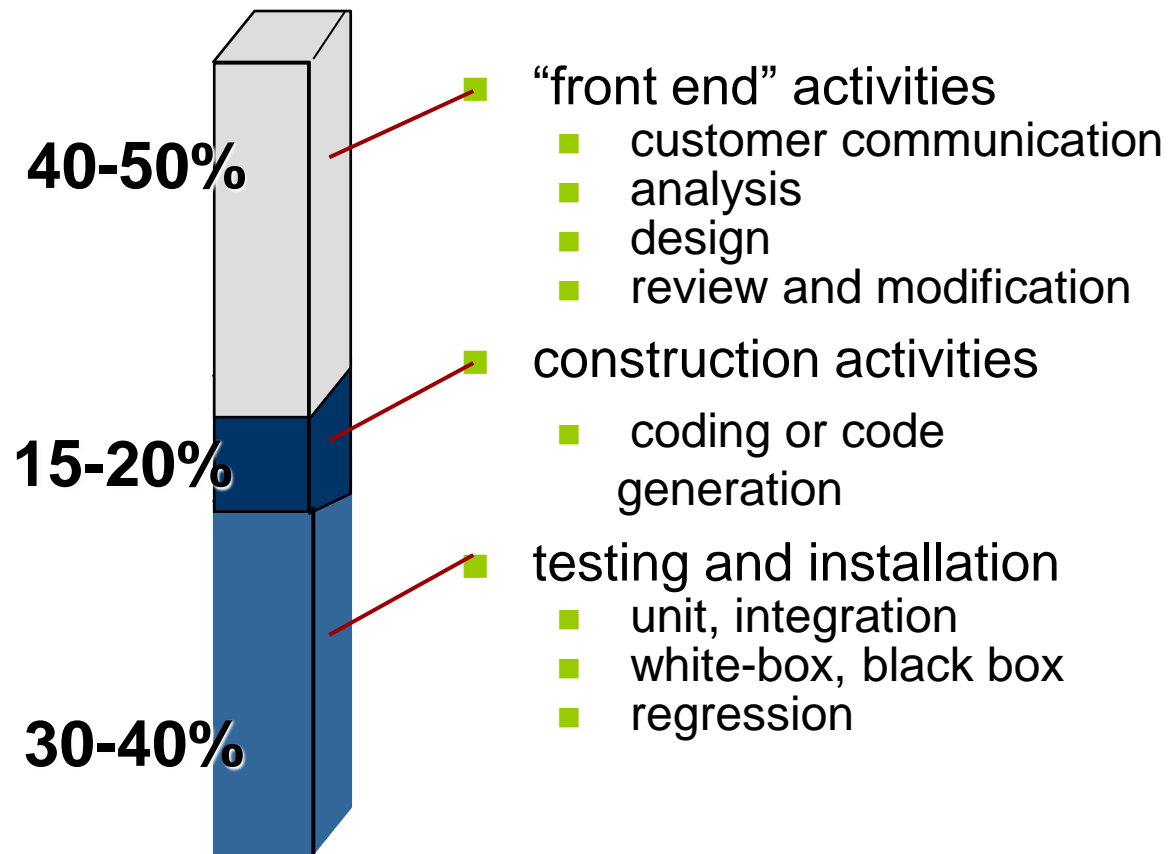 “front end” activities
customer communication
40-50%
analysis
design
review and modification
construction activities
coding or code
15-20%
generation
testing and installation
unit, integration
white-box, black box
regression
30-40%